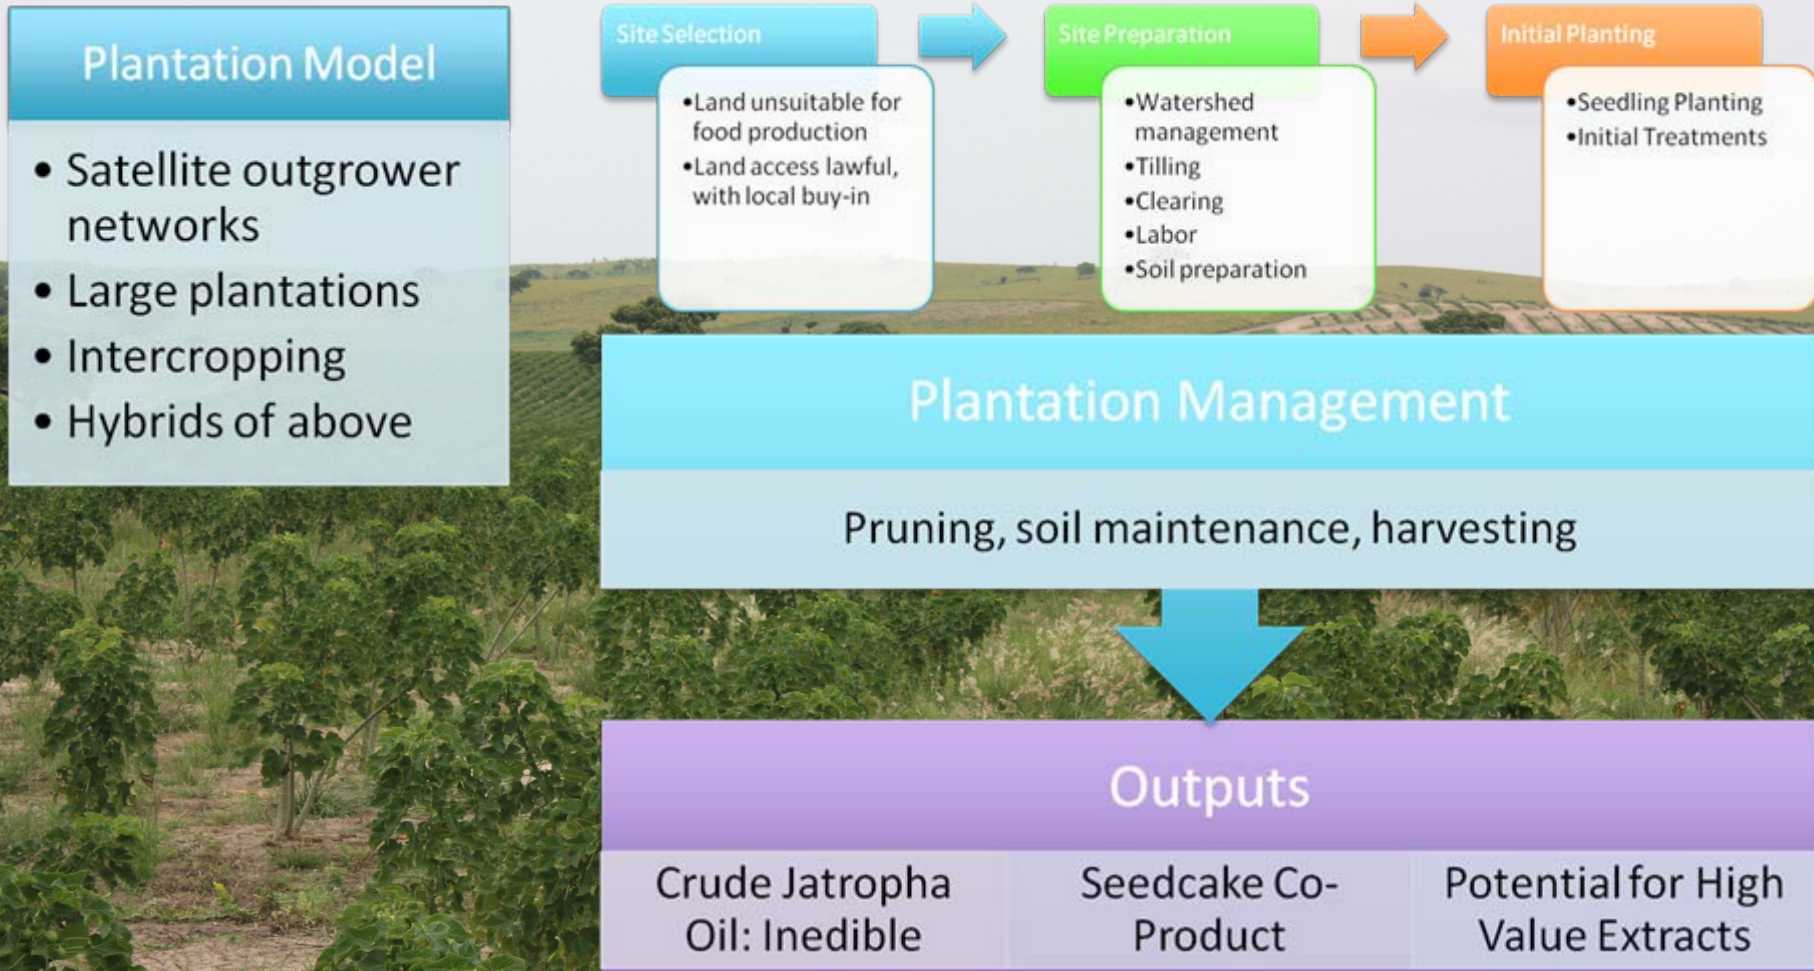 Plantation Model
• Satellite outgrower
networks
• Large plantations
• Intercropping
• Hybrids of above
Site Selection
•Land unsuitable for
food production
•Land access lawful,
with local buy-in
Site Preparation
•Watershed
management
•Tilling
•Clearing
•Labor
•Soil preparation
Initial Planting
•Seedling Planting
•Initial Treatments
Plantation Management
Pruning, soil maintenance, harvesting
Outputs
Crude Jatropha
Oil: Inedible
Seedcake Co-
Product
Potential for High
Value Extracts